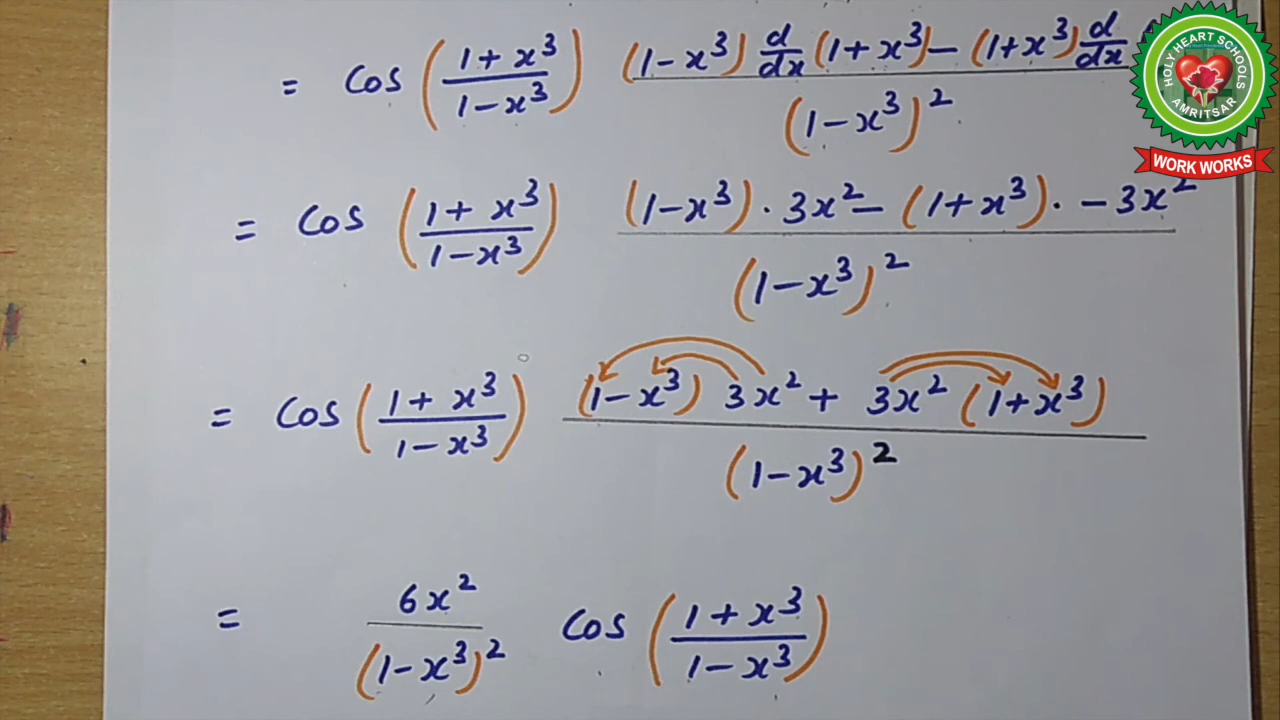 = Cos (1+x³/1-x³) (1-x³) d/dx (1+x³) - (1+x³) d/dx
(1-x³)²
= Cos (1+x³/1-x³) (1-x³) · 3x² - (1+x³) · -3x²
(1-x³)²
= Cos (1+x³/1-x³) (1-x³) 3x² + 3x² (1+x³)
(1-x³)²
= 6x²/(1-x³)² Cos (1+x³/1-x³)
HOLY HEART SCHOOLS
AMRITSAR
WORK WORKS